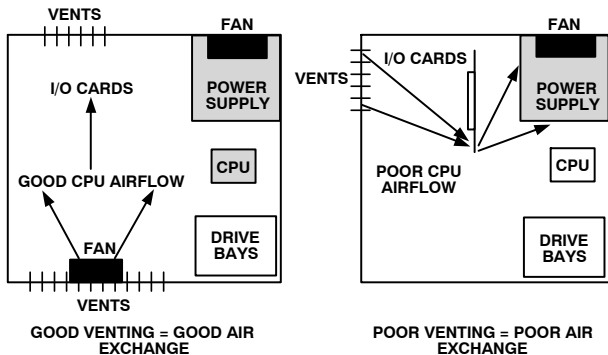 VENTS
FAN
I/O CARDS
POWER
SUPPLY
CPU
GOOD CPU AIRFLOW
FAN
DRIVE
BAYS
VENTS
GOOD VENTING = GOOD AIR
EXCHANGE
FAN
I/O CARDS
VENTS
POWER
SUPPLY
POOR CPU
AIRFLOW
CPU
DRIVE
BAYS
POOR VENTING = POOR AIR
EXCHANGE